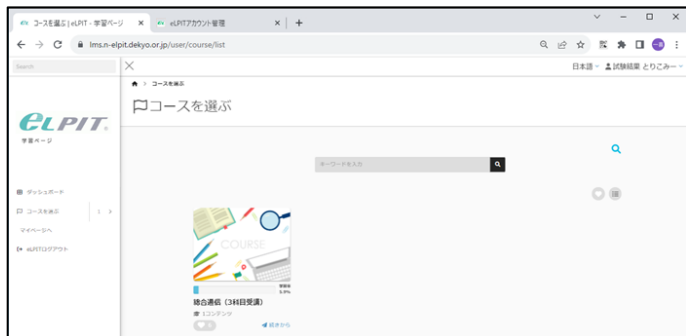 コースを選ぶ | eLPIT - 学習ページ
eLPITアカウント管理
lms.n-elpit.dekyo.or.jp/user/course/list
Search
日本語
試験結果 とりこみー
コースを選ぶ
コースを選ぶ
eLPIT
学習ページ
キーワードを入力
ダッシュボード
コースを選ぶ 1
マイページへ
eLPITログアウト
COURSE
0.0%
総合通信（3科目受講）
1コンテンツ
0
続きから